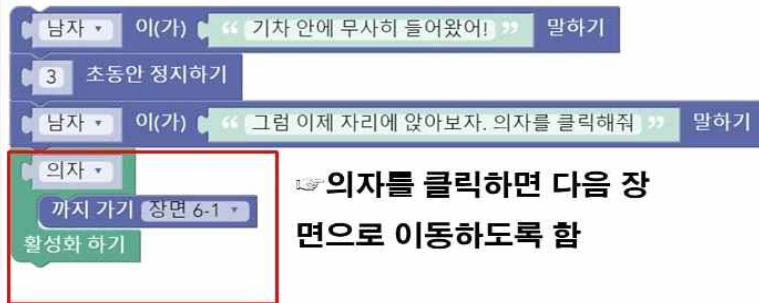 남자 이(가) “ 기차 안에 무사히 들어왔어! ” 말하기
3 초동안 정지하기
남자 이(가) “ 그럼 이제 자리에 앉아보자. 의자를 클릭해줘 ” 말하기
의자
까지 가기 장면 6-1
활성화 하기
☞의자를 클릭하면 다음 장
면으로 이동하도록 함